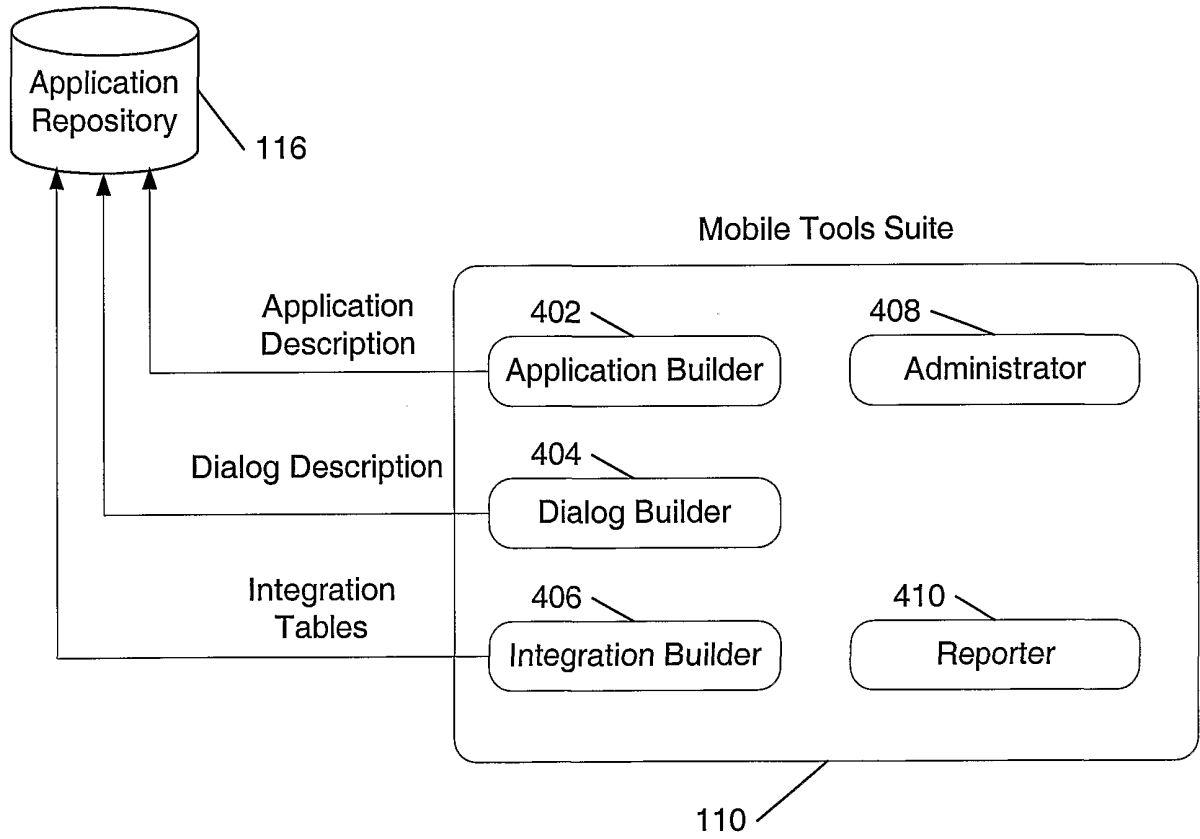 Application
Repository
116
Mobile Tools Suite
Application
Description
402
Application Builder
408
Administrator
Dialog Description
404
Dialog Builder
Integration
Tables
406
Integration Builder
410
Reporter
110